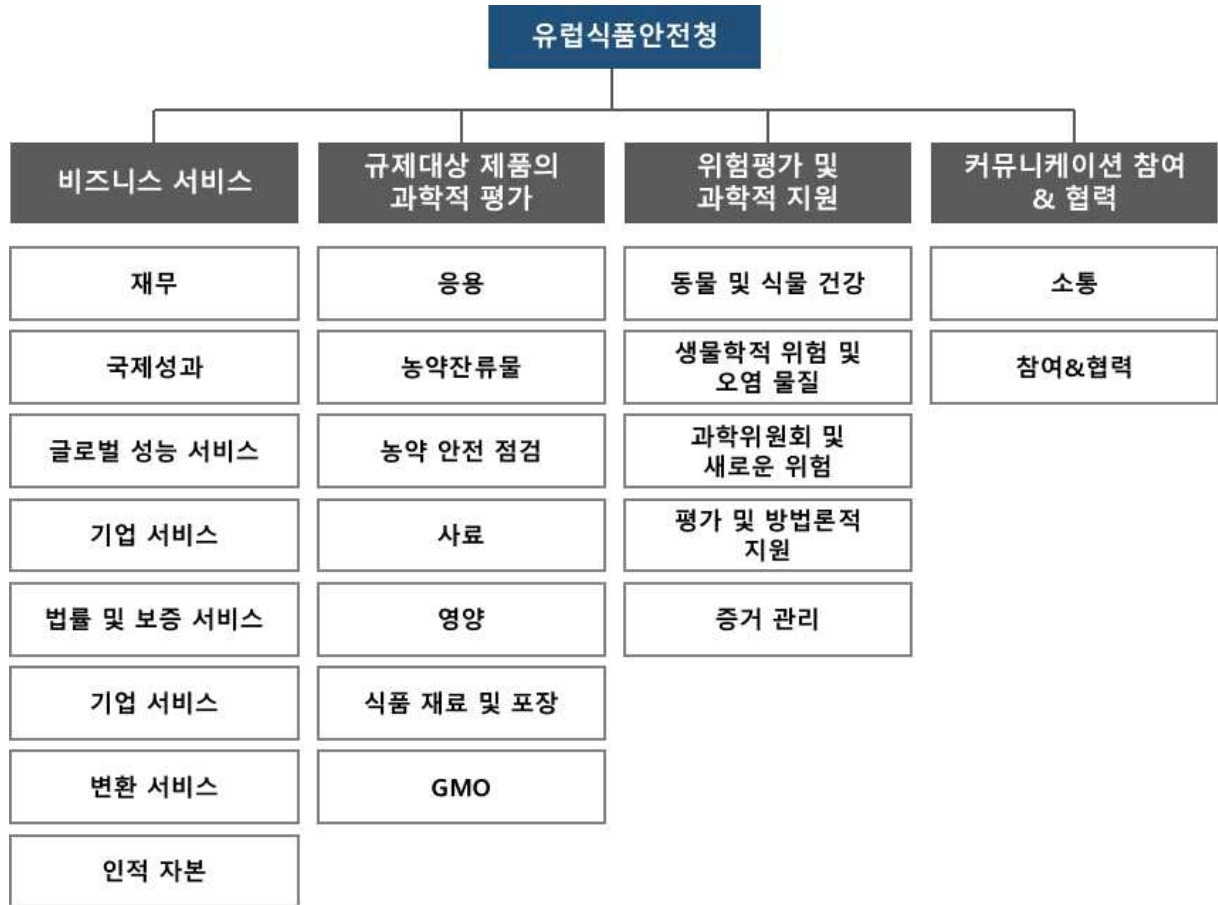 유럽식품안전청
비즈니스 서비스
규제대상 제품의
과학적 평가
위험평가 및
과학적 지원
커뮤니케이션 참여
& 협력
재무
국제성과
글로벌 성능 서비스
기업 서비스
법률 및 보증 서비스
기업 서비스
변환 서비스
인적 자본
응용
농약잔류물
농약 안전 점검
사료
영양
식품 재료 및 포장
GMO
동물 및 식물 건강
생물학적 위험 및
오염 물질
과학위원회 및
새로운 위험
평가 및 방법론적
지원
증거 관리
소통
참여&협력